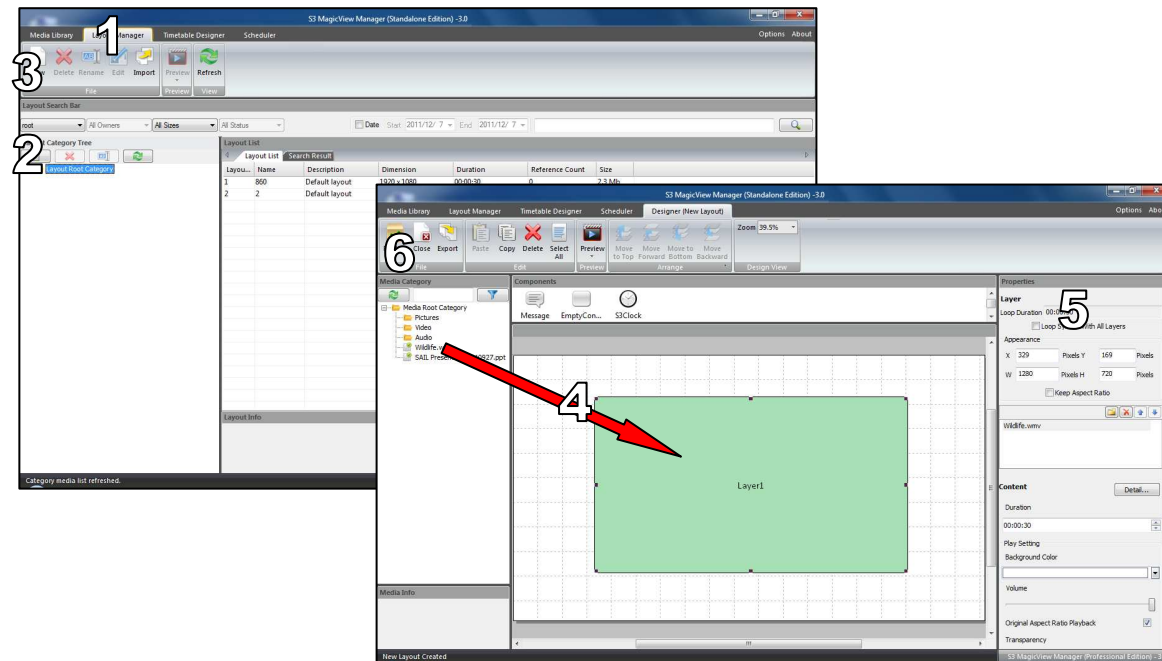 S3 MagicView Manager (Standalone Edition) -3.0
Media Library Manager Timetable Designer Scheduler Options About
1
3
Delete Rename Edit Import Preview Refresh
File Preview View
Layout Search Bar
root All Owners All Sizes All Status Date Start 2011/12/ 7 End 2011/12/ 7
2
Category Tree
Layout Root Category
Layout List
Layout List Search Result
Layou... Name Description Dimension Duration Reference Count Size
1 860 Default layout 1920 x 1080 00:00:30 0 2.3 Mb
2 2 Default layout
Layout Info
Category media list refreshed.
S3 MagicView Manager (Standalone Edition) -3.0
Media Library Layout Manager Timetable Designer Scheduler Designer (New Layout) Options Abo
6
Close Export Paste Copy Delete Select All Preview Move to Top Move Forward Move to Bottom Move Backward Zoom 39.5%
File Edit Preview Arrange Design View
Media Category
Media Root Category
Pictures
Video
Audio
SAIL 0927.ppt
Media Info
Components
Message EmptyCon... S3Clock
4
Layer1
Properties
Layer
5
Loop Duration
Loop With All Layers
Appearance
X 329 Pixels Y 169 Pixels
W 1280 Pixels H 720 Pixels
Keep Aspect Ratio
Wildlife.wmv
Content Detail...
Duration
00:00:30
Play Setting
Background Color
Volume
Original Aspect Ratio Playback
Transparency
New Layout Created
S3 MagicView Manager (Professional Edition) -3